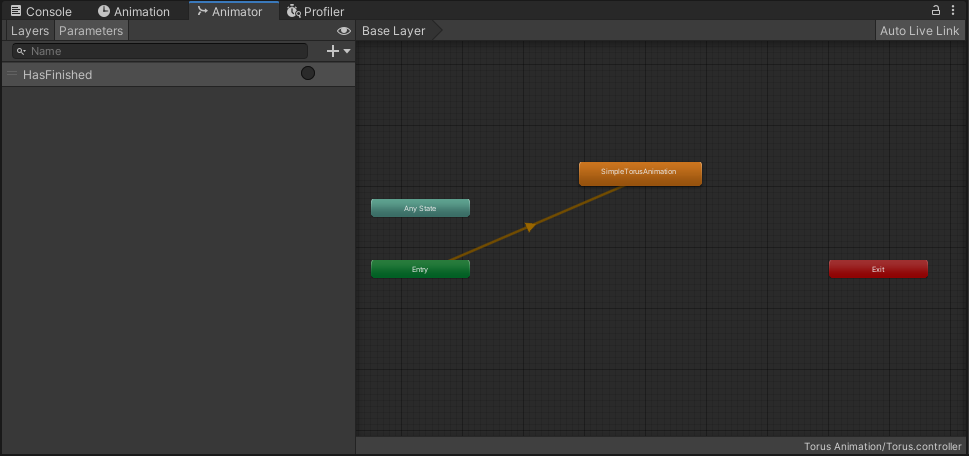 Console Animation Animator Profiler
Layers Parameters Base Layer Auto Live Link
Name
HasFinished
SimpleTorusAnimation
Any State
Entry Exit
Torus Animation/Torus.controller